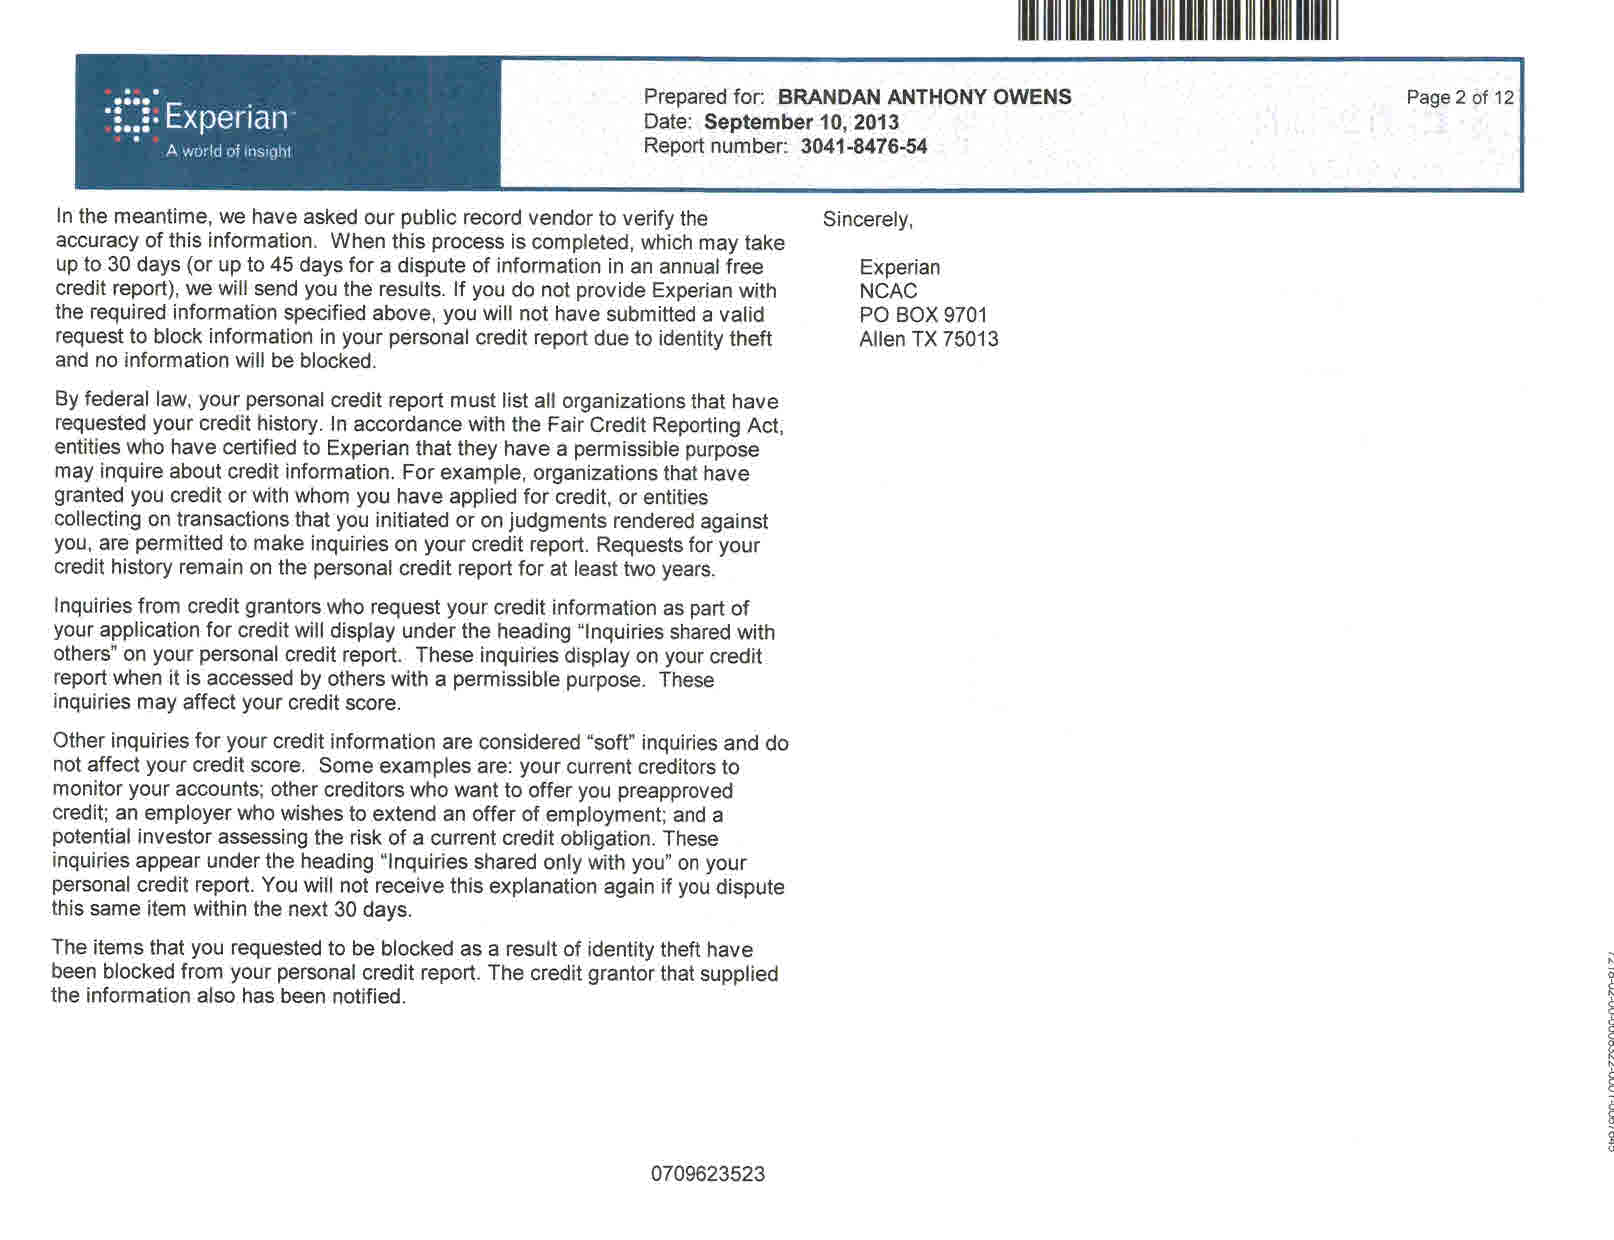 Experian
A world of insight
Prepared for: BRANDAN ANTHONY OWENS
Date: September 10, 2013
Report number: 3041-8476-54
Page 2 of 12
In the meantime, we have asked our public record vendor to verify the
accuracy of this information. When this process is completed, which may take
up to 30 days (or up to 45 days for a dispute of information in an annual free
credit report), we will send you the results. If you do not provide Experian with
the required information specified above, you will not have submitted a valid
request to block information in your personal credit report due to identity theft
and no information will be blocked.
By federal law, your personal credit report must list all organizations that have
requested your credit history. In accordance with the Fair Credit Reporting Act,
entities who have certified to Experian that they have a permissible purpose
may inquire about credit information. For example, organizations that have
granted you credit or with whom you have applied for credit, or entities
collecting on transactions that you initiated or on judgments rendered against
you, are permitted to make inquiries on your credit report. Requests for your
credit history remain on the personal credit report for at least two years.
Inquiries from credit grantors who request your credit information as part of
your application for credit will display under the heading “Inquiries shared with
others” on your personal credit report. These inquiries display on your credit
report when it is accessed by others with a permissible purpose. These
inquiries may affect your credit score.
Other inquiries for your credit information are considered “soft” inquiries and do
not affect your credit score. Some examples are: your current creditors to
monitor your accounts; other creditors who want to offer you preapproved
credit; an employer who wishes to extend an offer of employment; and a
potential investor assessing the risk of a current credit obligation. These
inquiries appear under the heading “Inquiries shared only with you” on your
personal credit report. You will not receive this explanation again if you dispute
this same item within the next 30 days.
The items that you requested to be blocked as a result of identity theft have
been blocked from your personal credit report. The credit grantor that supplied
the information also has been notified.
Sincerely,
Experian
NCAC
PO BOX 9701
Allen TX 75013
0709623523